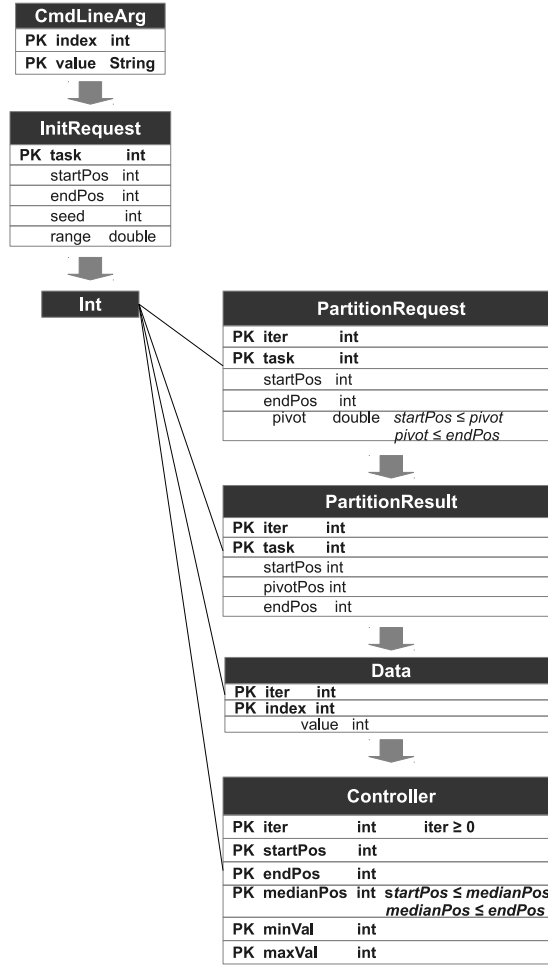 CmdLineArg
PK index int
PK value String
InitRequest
PK task int
startPos int
endPos int
seed int
range double
Int
PartitionRequest
PK iter int
PK task int
startPos int
endPos int
pivot double startPos ≤ pivot
pivot ≤ endPos
PartitionResult
PK iter int
PK task int
startPos int
pivotPos int
endPos int
Data
PK iter int
PK index int
value int
Controller
PK iter int iter ≥ 0
PK startPos int
PK endPos int
PK medianPos int startPos ≤ medianPos
medianPos ≤ endPos
PK minVal int
PK maxVal int